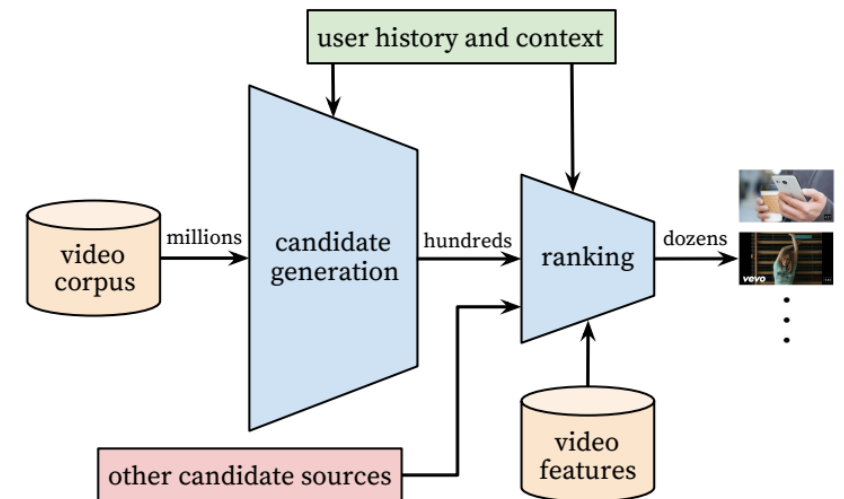 user history and context
video
corpus
millions
candidate
generation
hundreds
ranking
dozens
vevo
video
features
other candidate sources